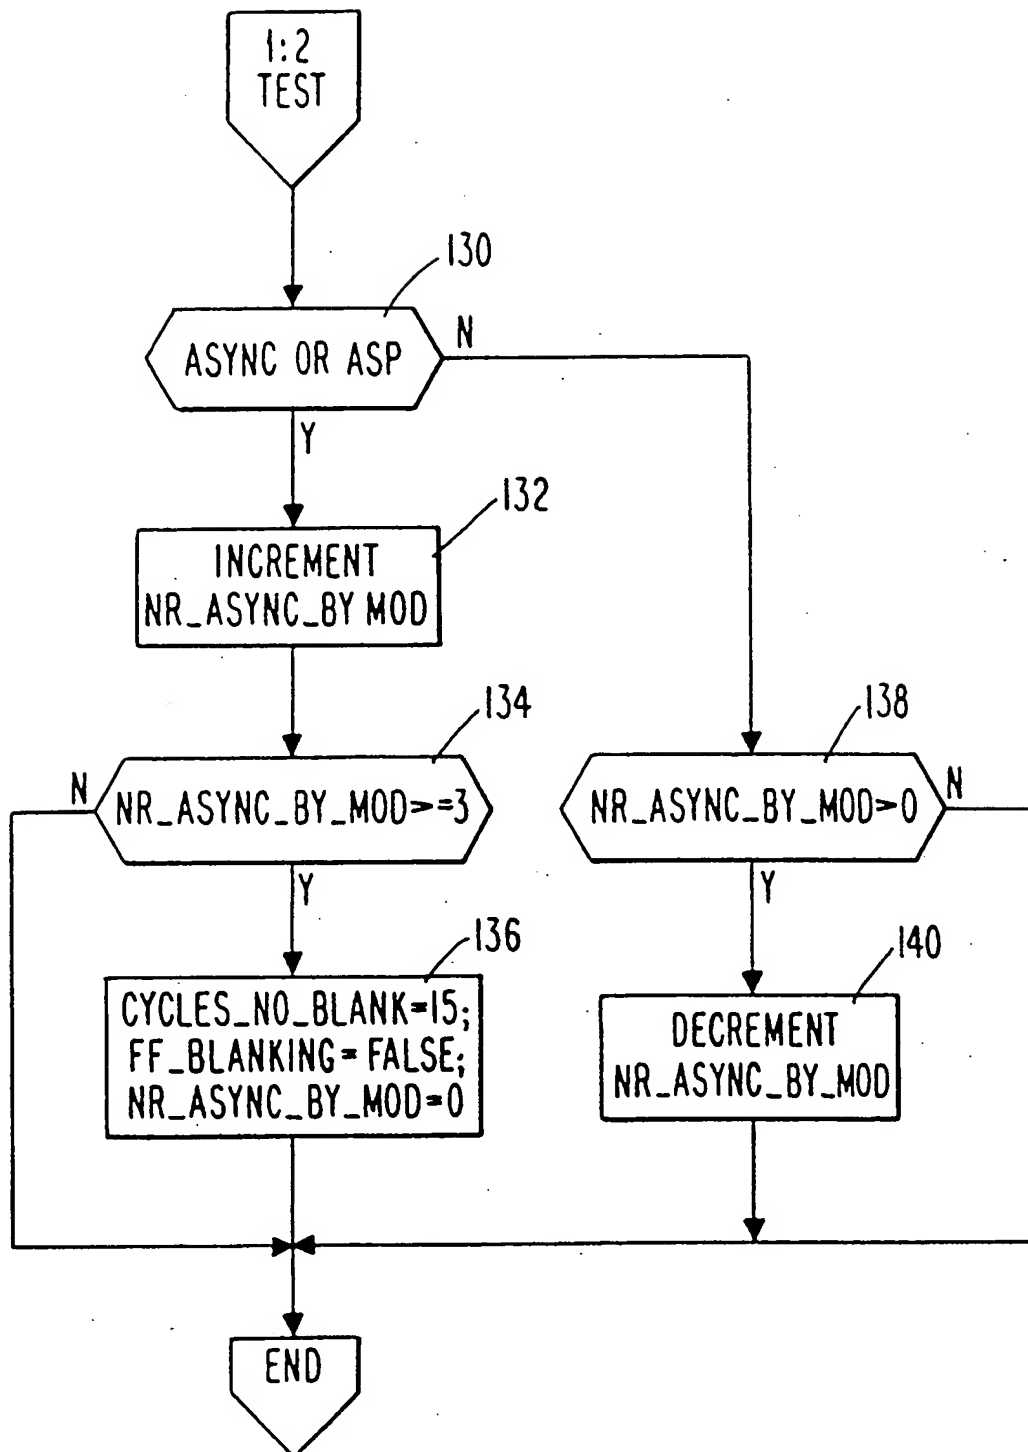 1:2
TEST
130
ASYNC OR ASP
N
Y
132
INCREMENT
NR_ASYNC_BY MOD
134
N
NR_ASYNC_BY_MOD>=3
138
NR_ASYNC_BY_MOD>0
N
Y
Y
136
CYCLES_NO_BLANK=15;
FF_BLANKING=FALSE;
NR_ASYNC_BY_MOD=0
140
DECREMENT
NR_ASYNC_BY_MOD
END